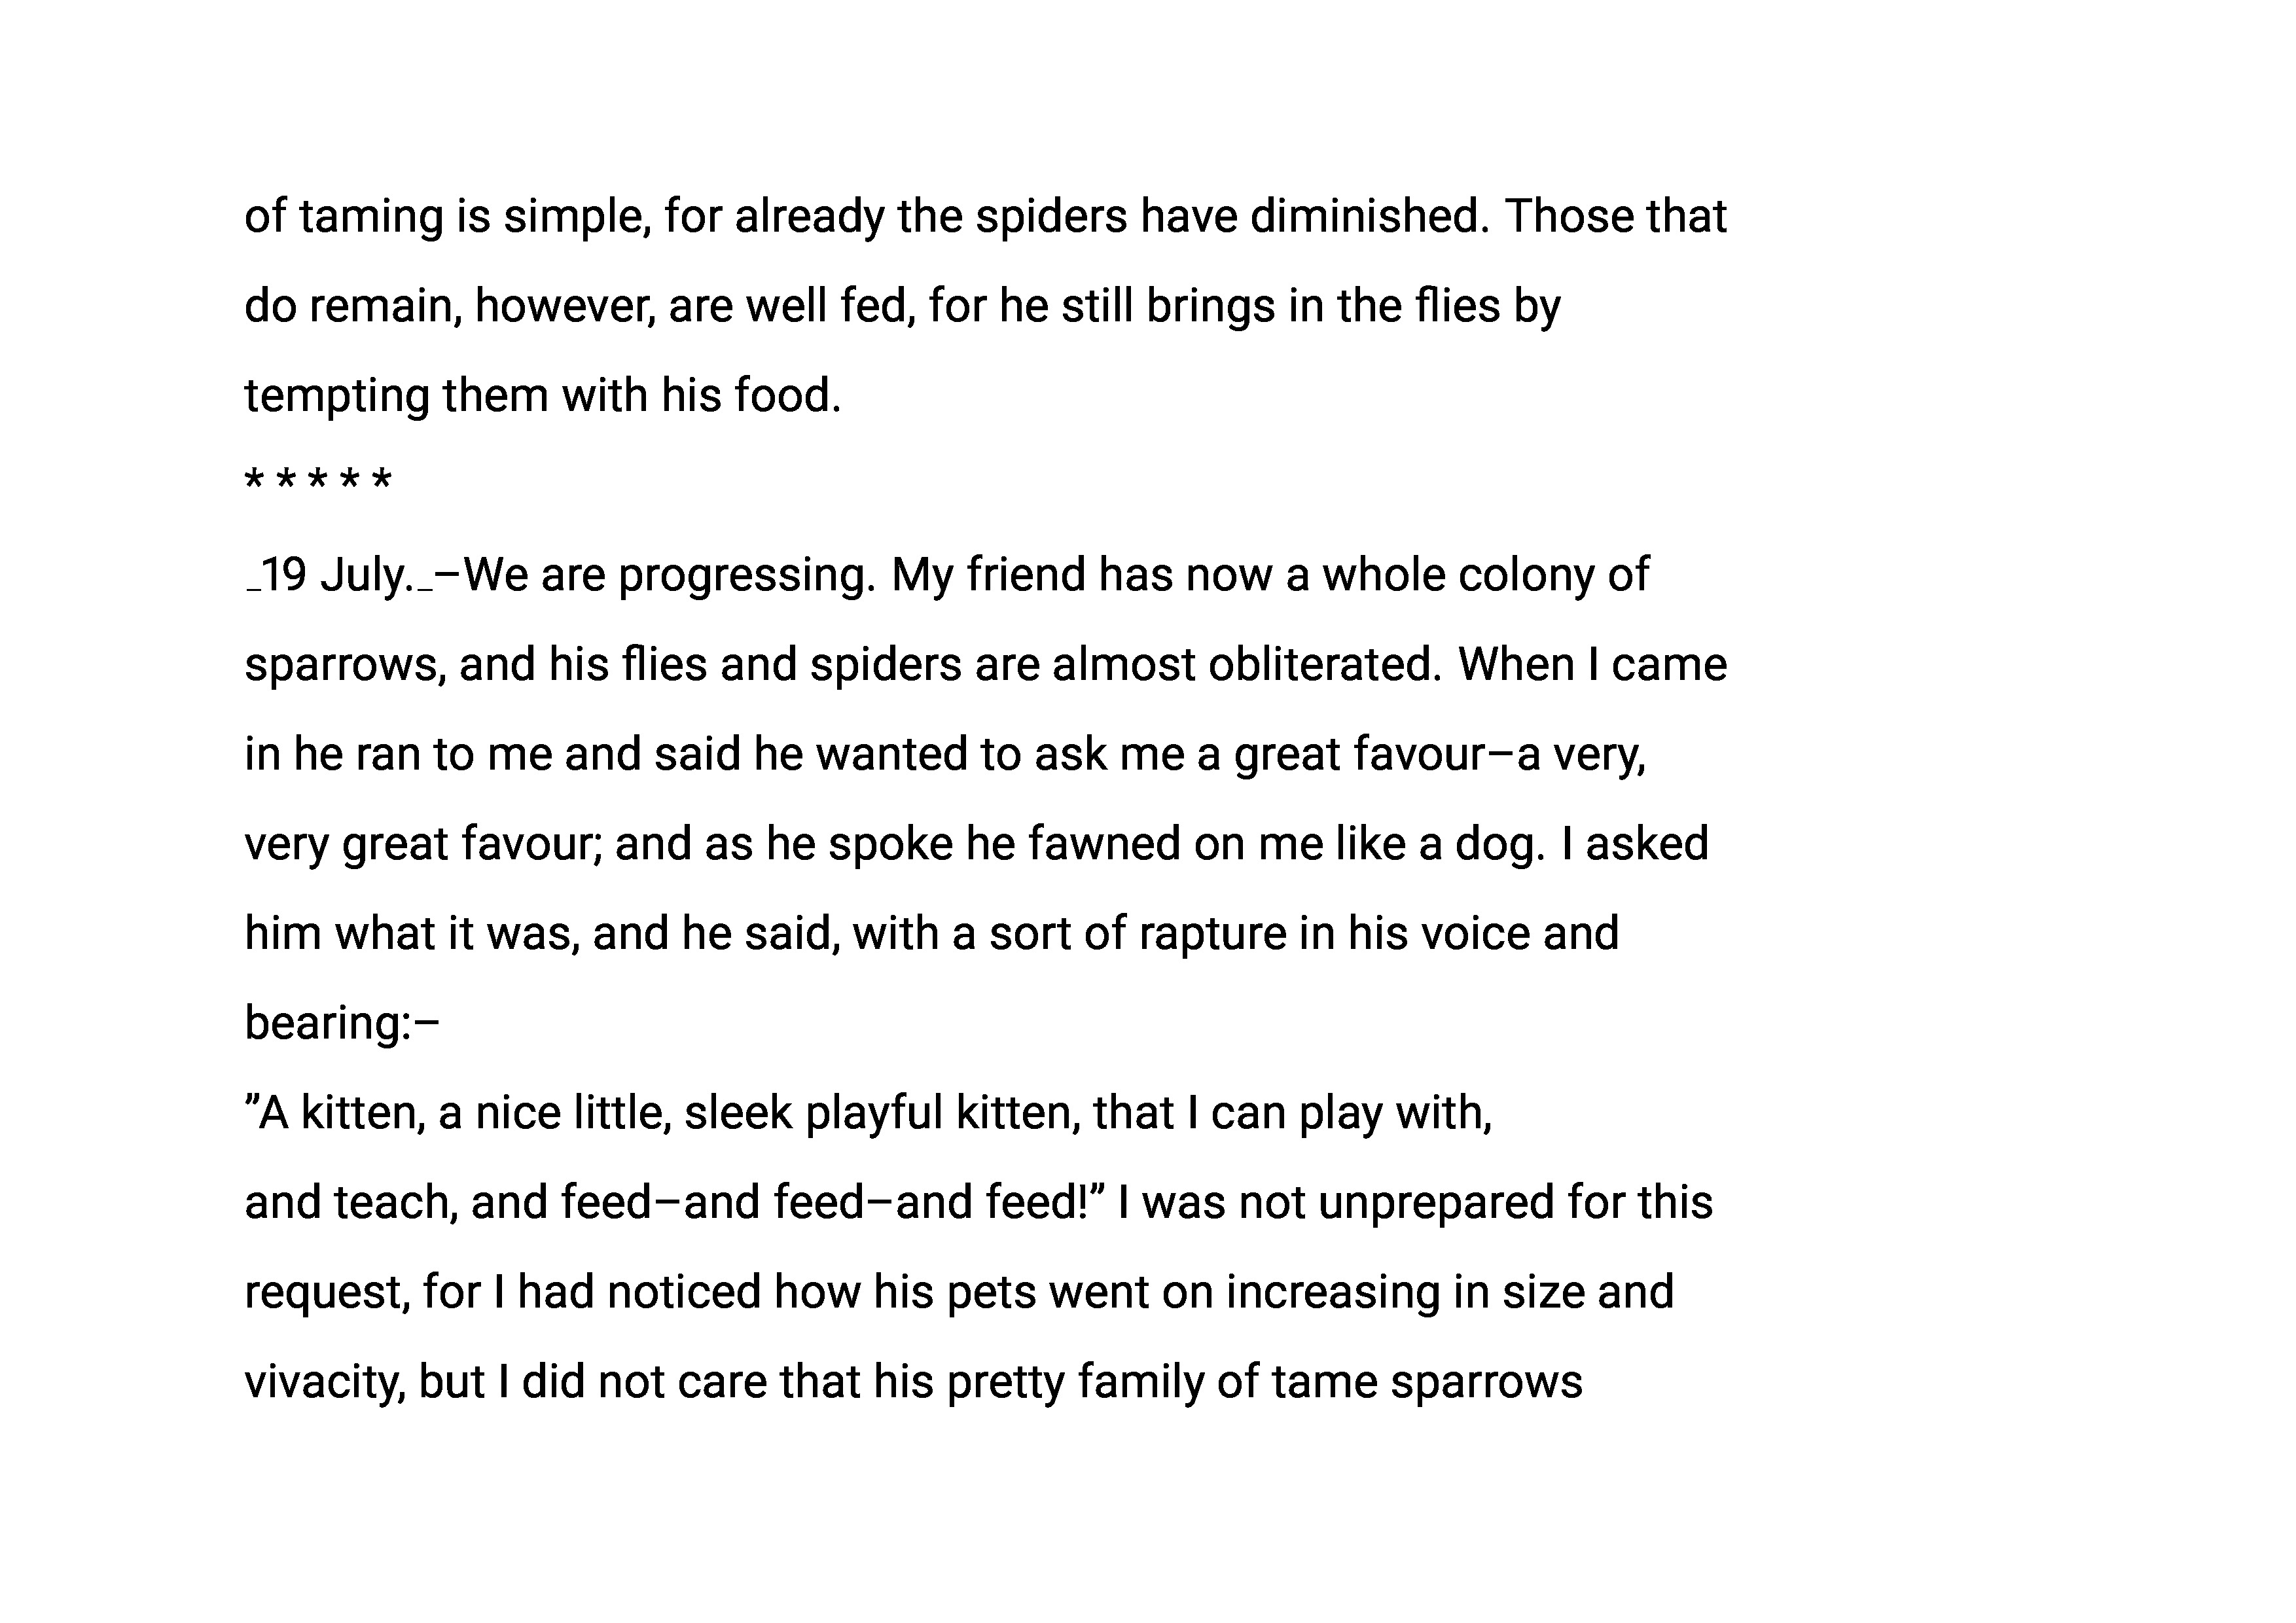 of taming is simple, for already the spiders have diminished. Those that
do remain, however, are well fed, for he still brings in the flies by
tempting them with his food.
* * * * *
_19 July._–We are progressing. My friend has now a whole colony of
sparrows, and his flies and spiders are almost obliterated. When I came
in he ran to me and said he wanted to ask me a great favour–a very,
very great favour; and as he spoke he fawned on me like a dog. I asked
him what it was, and he said, with a sort of rapture in his voice and
bearing:–
”A kitten, a nice little, sleek playful kitten, that I can play with,
and teach, and feed–and feed–and feed!” I was not unprepared for this
request, for I had noticed how his pets went on increasing in size and
vivacity, but I did not care that his pretty family of tame sparrows